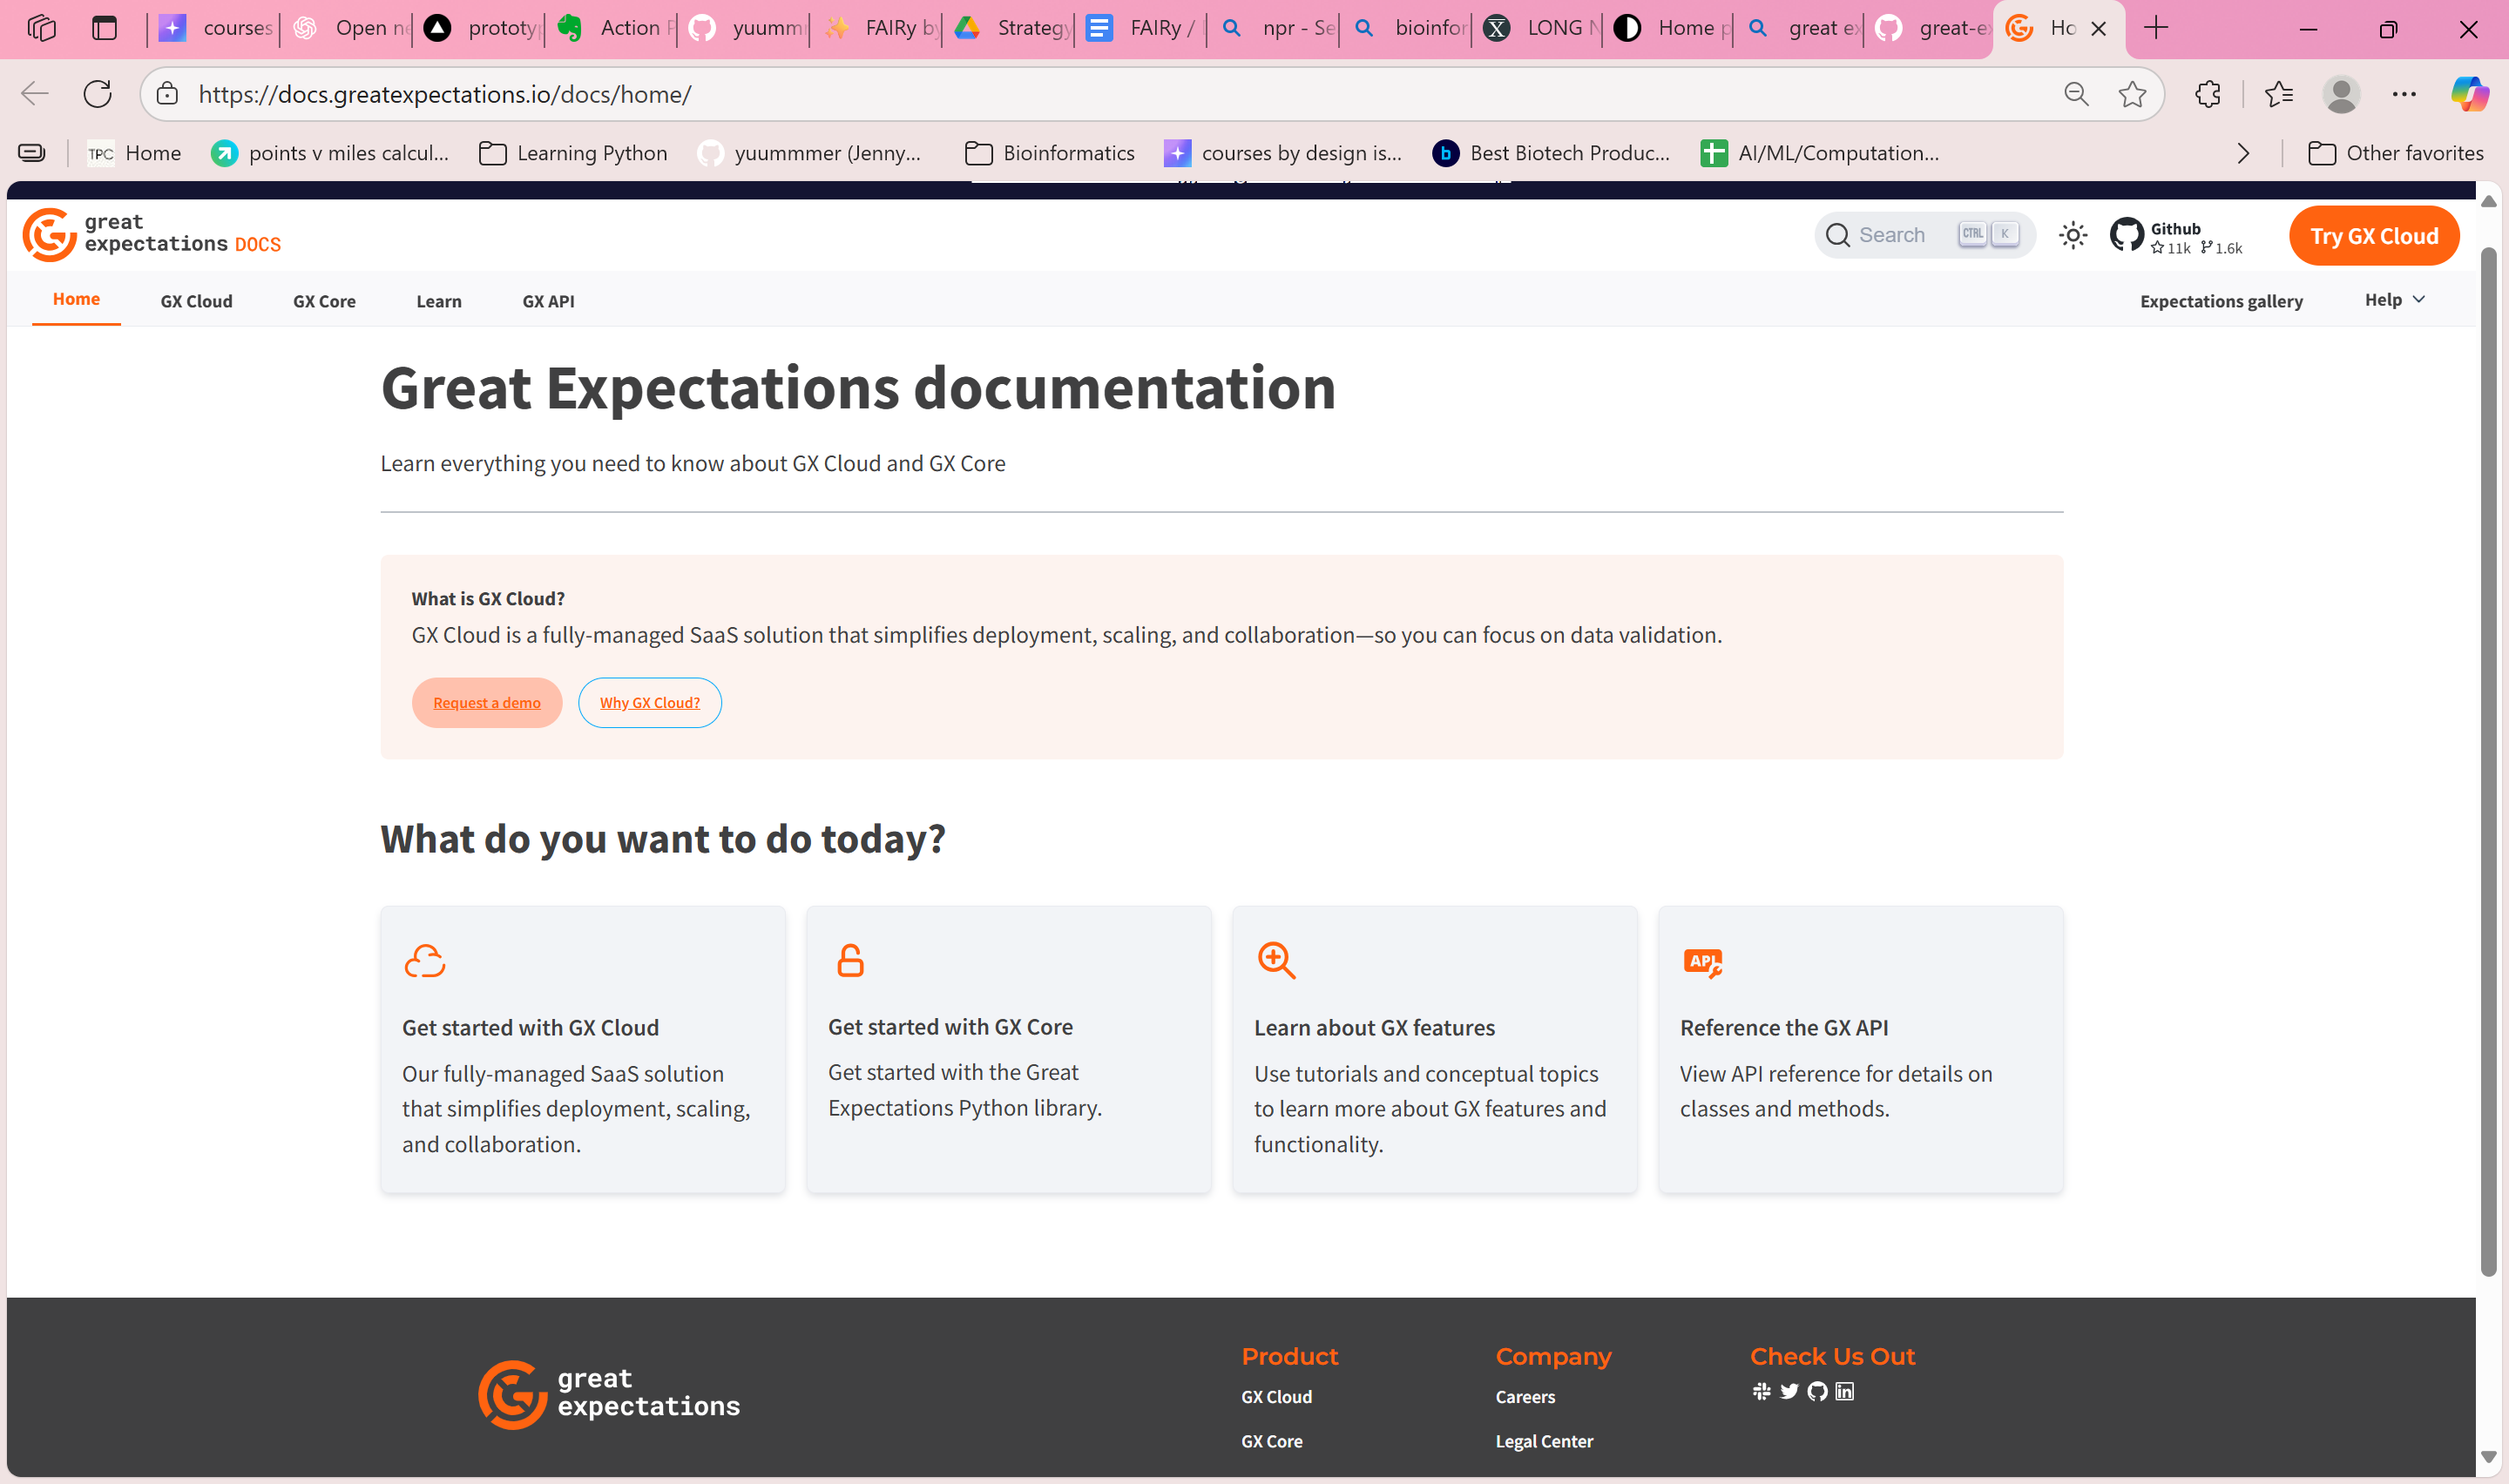 courses
Open ne
prototyp
Action P
yuumm
FAIRy by
Strategy
FAIRy /
npr - Se
bioinfor
LONG N
Home p
great ex
great-ex
Ho
https://docs.greatexpectations.io/docs/home/
TPC Home
points v miles calcul...
Learning Python
yuummmer (Jenny...
Bioinformatics
courses by design is...
b Best Biotech Produc...
AI/ML/Computation...
Other favorites
great
expectations DOCS
Search CTRL K
Github
11k 1.6k
Try GX Cloud
Home
GX Cloud
GX Core
Learn
GX API
Expectations gallery
Help
Great Expectations documentation
Learn everything you need to know about GX Cloud and GX Core
What is GX Cloud?
GX Cloud is a fully-managed SaaS solution that simplifies deployment, scaling, and collaboration—so you can focus on data validation.
Request a demo
Why GX Cloud?
What do you want to do today?
Get started with GX Cloud
Our fully-managed SaaS solution
that simplifies deployment, scaling,
and collaboration.
Get started with GX Core
Get started with the Great
Expectations Python library.
Learn about GX features
Use tutorials and conceptual topics
to learn more about GX features and
functionality.
API
Reference the GX API
View API reference for details on
classes and methods.
great
expectations
Product
GX Cloud
GX Core
Company
Careers
Legal Center
Check Us Out
in